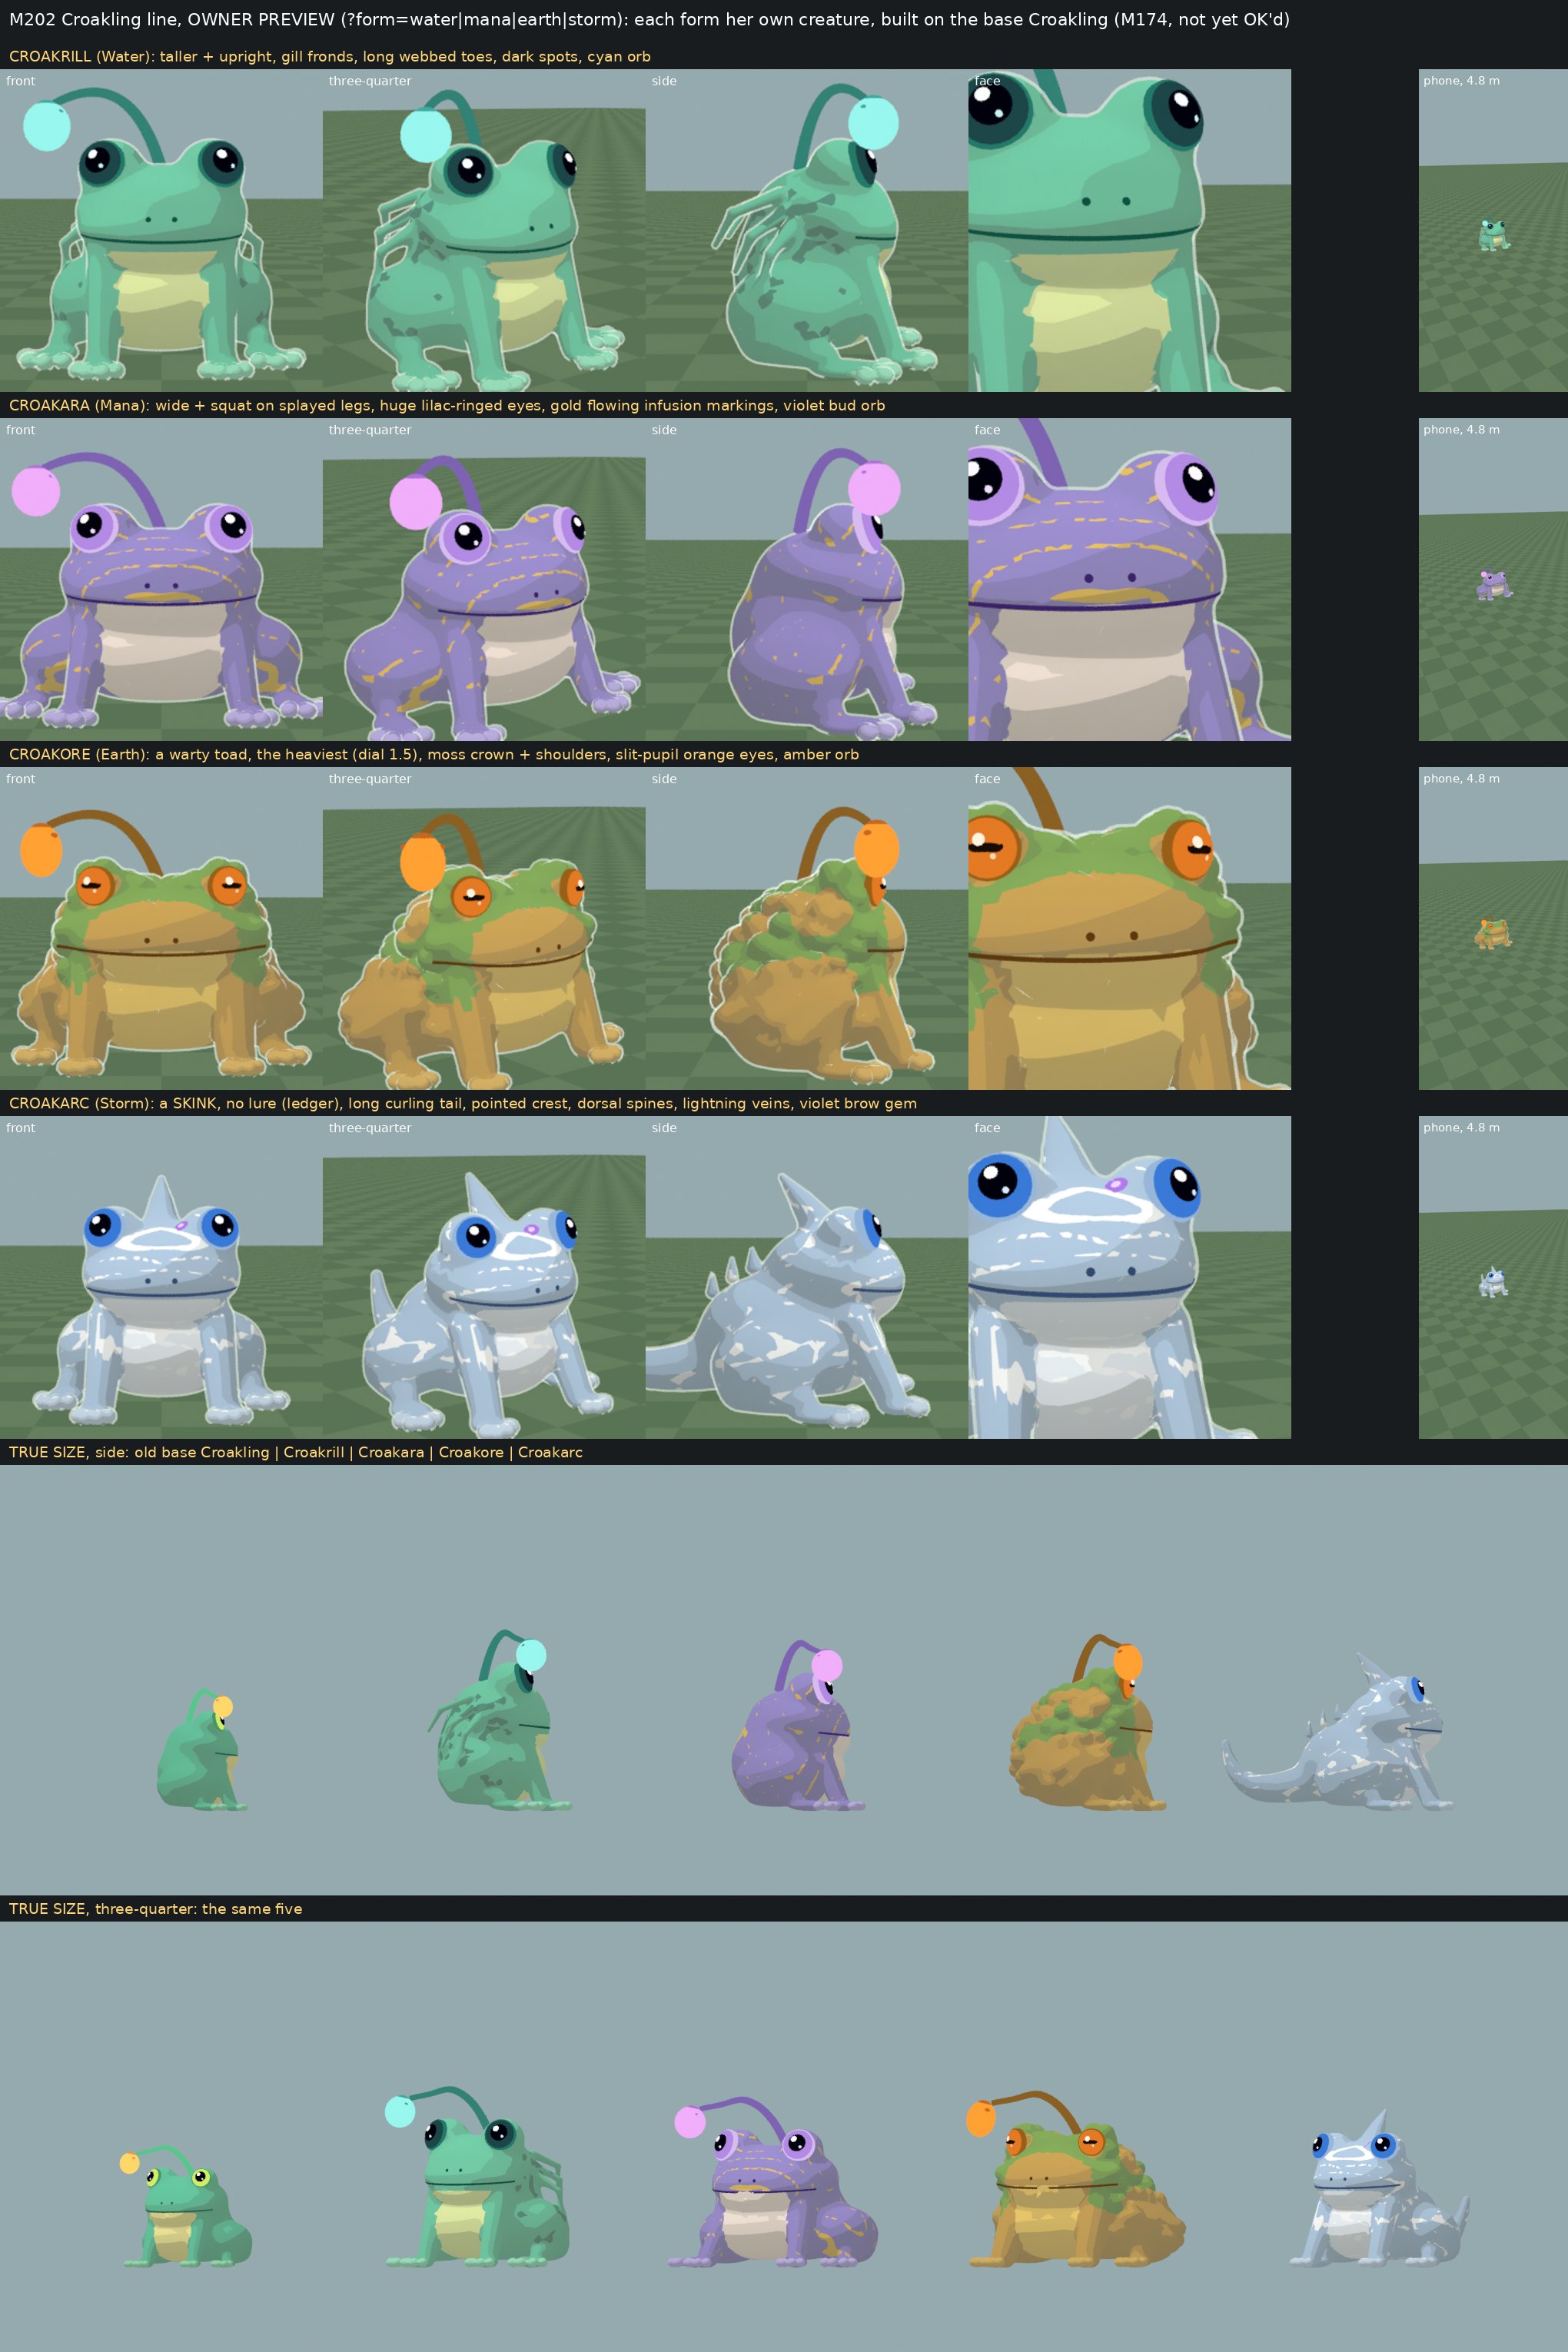 M202 Croakling line, OWNER PREVIEW (?form=water|mana|earth|storm): each form her own creature, built on the base Croakling (M174, not yet OK'd)
CROAKRILL (Water): taller + upright, gill fronds, long webbed toes, dark spots, cyan orb
front three-quarter side face phone, 4.8 m
CROAKARA (Mana): wide + squat on splayed legs, huge lilac-ringed eyes, gold flowing infusion markings, violet bud orb
front three-quarter side face phone, 4.8 m
CROAKORE (Earth): a warty toad, the heaviest (dial 1.5), moss crown + shoulders, slit-pupil orange eyes, amber orb
front three-quarter side face phone, 4.8 m
CROAKARC (Storm): a SKINK, no lure (ledger), long curling tail, pointed crest, dorsal spines, lightning veins, violet brow gem
front three-quarter side face phone, 4.8 m
TRUE SIZE, side: old base Croakling | Croakrill | Croakara | Croakore | Croakarc
TRUE SIZE, three-quarter: the same five